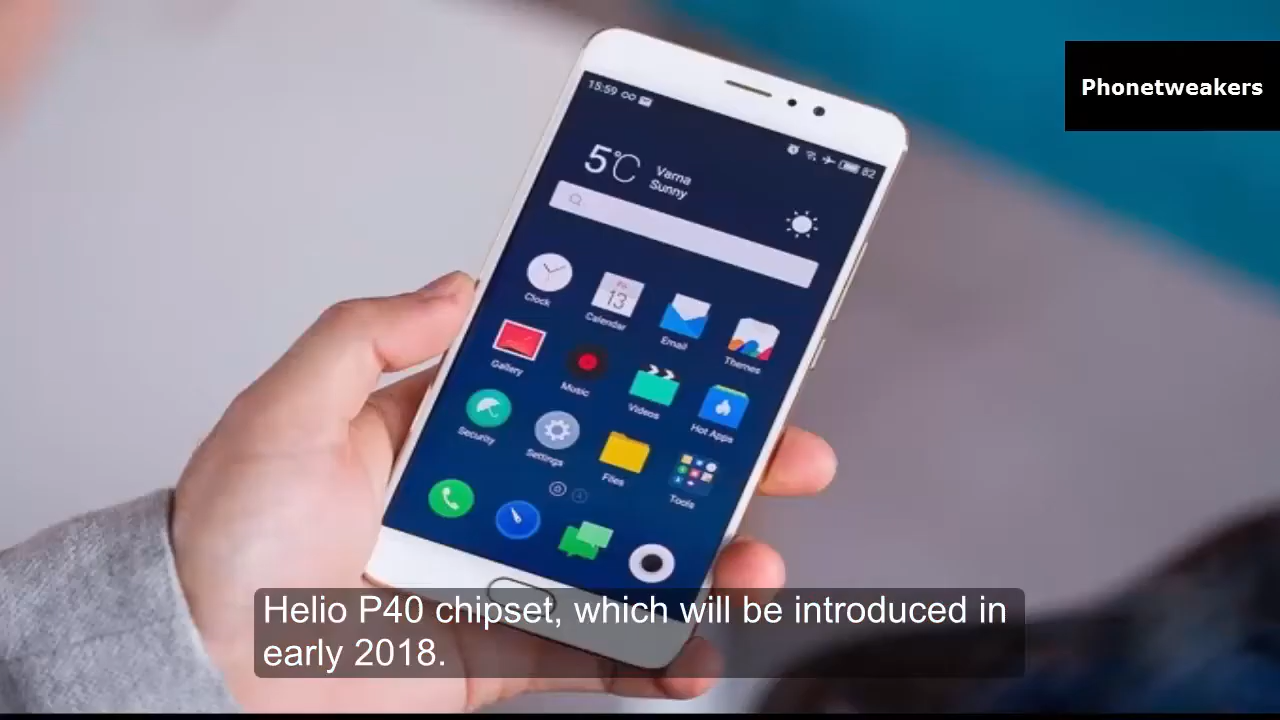 Phonetweakers
15:59
82
5°C
Varna
Sunny
Clock
13
Calendar
Email
Themes
Gallery
Music
Videos
Hot Apps
Security
Settings
Files
Tools
Helio P40 chipset, which will be introduced in
early 2018.